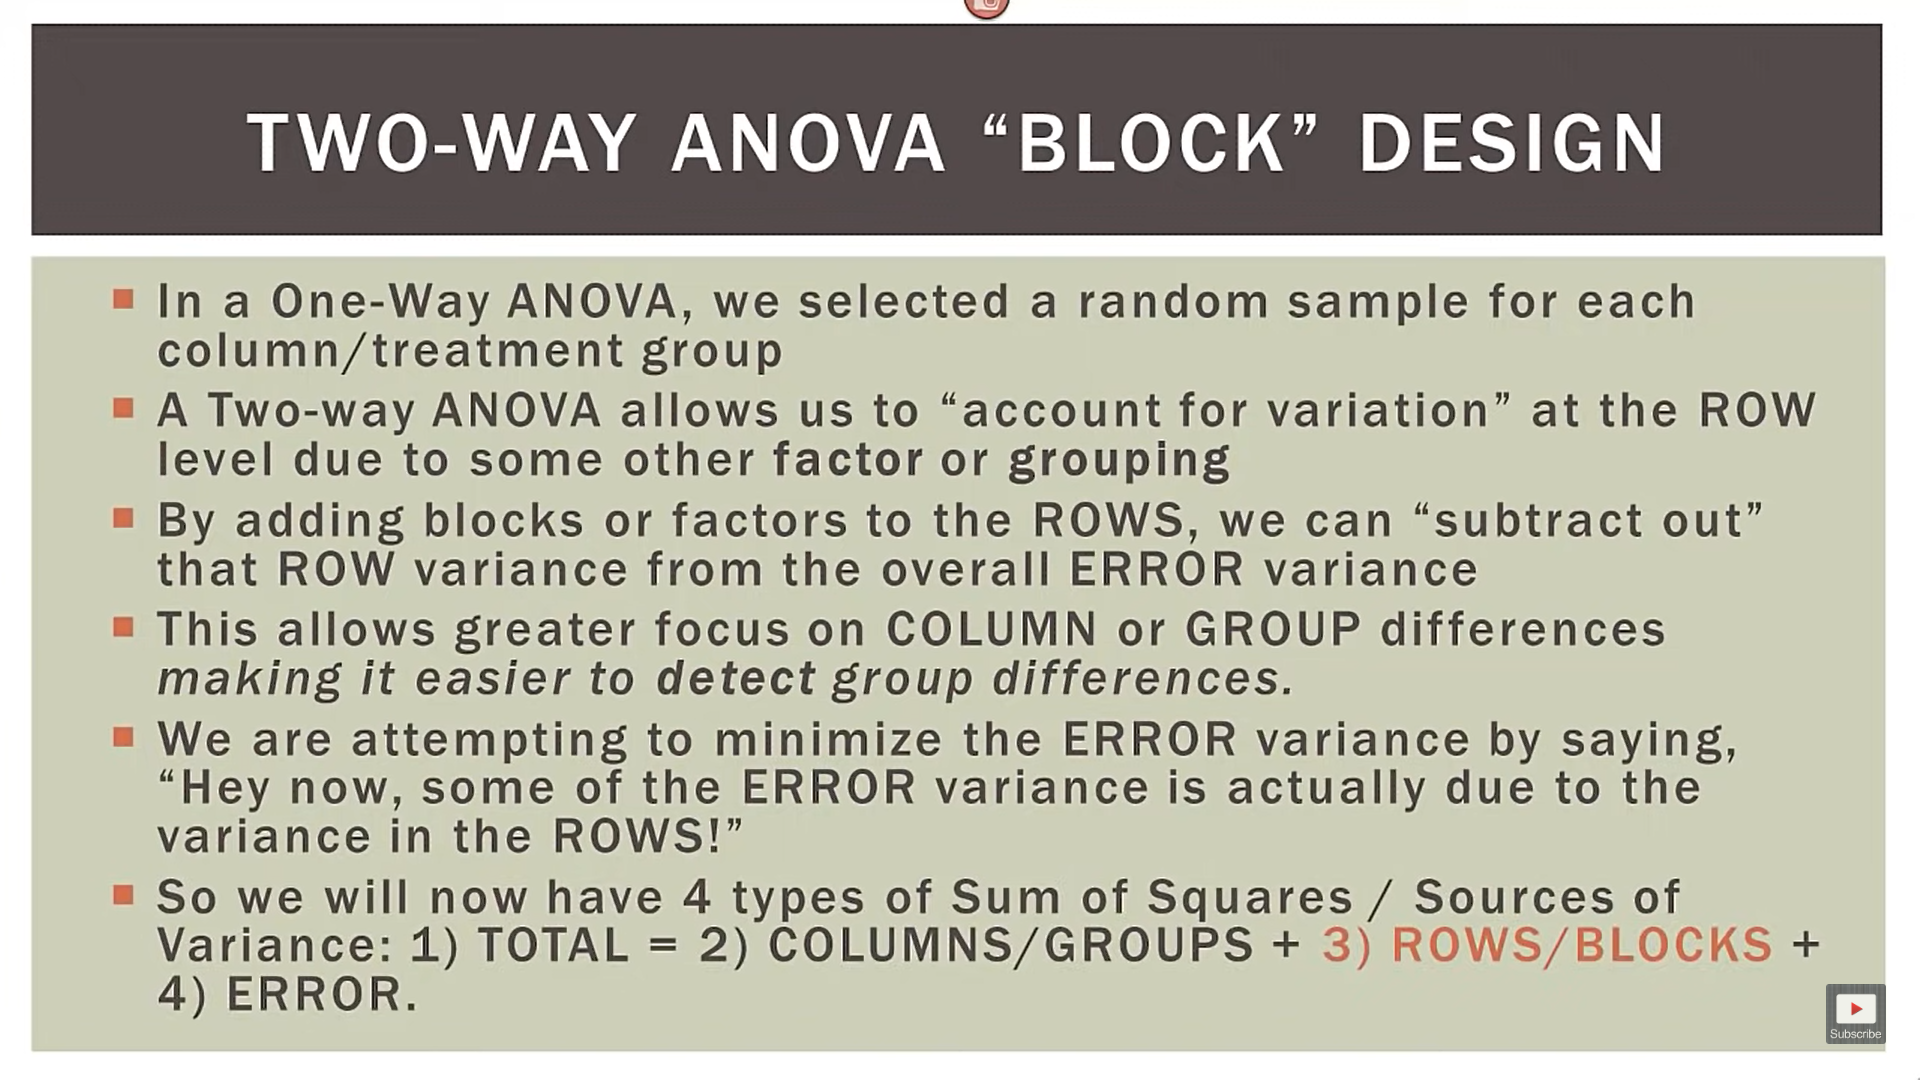 TWO-WAY ANOVA “BLOCK” DESIGN
In a One-Way ANOVA, we selected a random sample for each
column/treatment group
A Two-way ANOVA allows us to “account for variation” at the ROW
level due to some other factor or grouping
By adding blocks or factors to the ROWS, we can “subtract out”
that ROW variance from the overall ERROR variance
This allows greater focus on COLUMN or GROUP differences
making it easier to detect group differences.
We are attempting to minimize the ERROR variance by saying,
“Hey now, some of the ERROR variance is actually due to the
variance in the ROWS!”
So we will now have 4 types of Sum of Squares / Sources of
Variance: 1) TOTAL = 2) COLUMNS/GROUPS + 3) ROWS/BLOCKS +
4) ERROR.
Subscribe